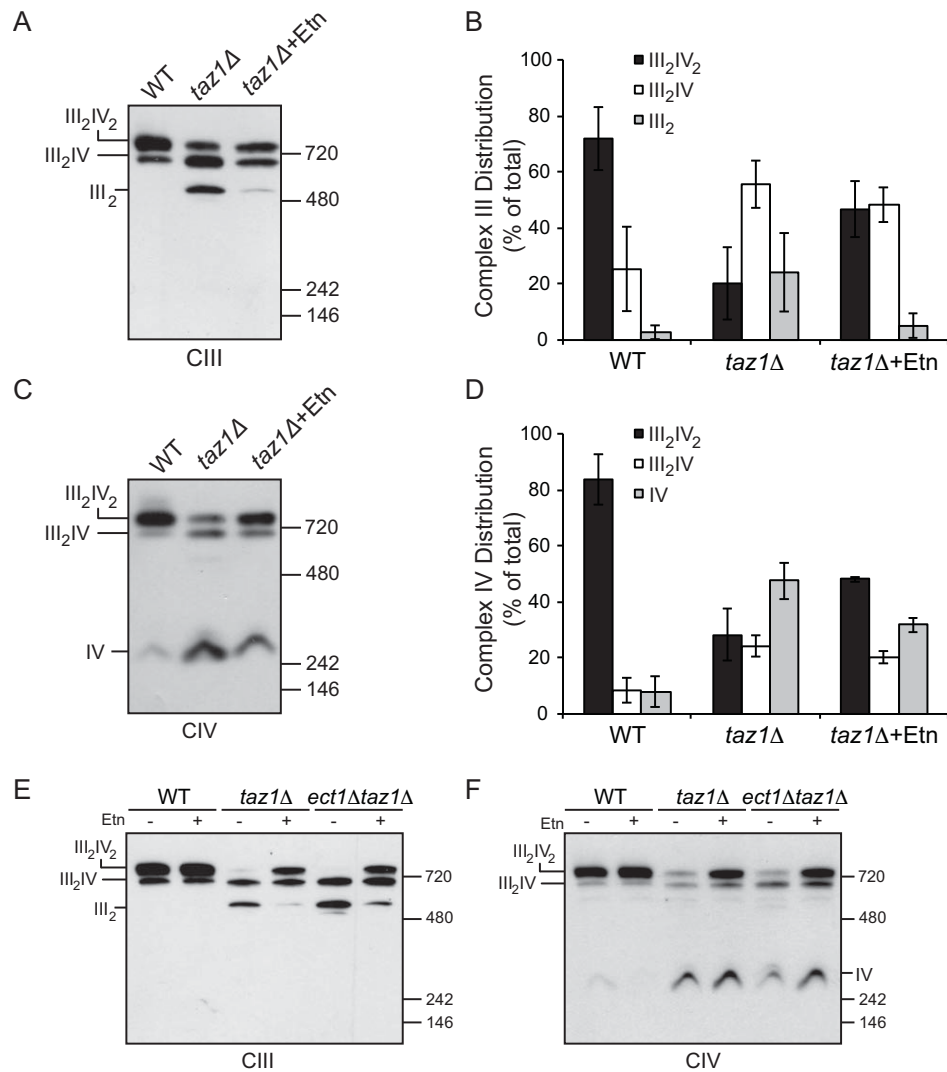 A
WT taz1Δ taz1Δ+Etn
III₂IV₂
III₂IV
III₂
720
480
242
146
CIII
B
Complex III Distribution
(% of total)
100
80
60
40
20
0
III₂IV₂
III₂IV
III₂
WT taz1Δ taz1Δ+Etn
C
WT taz1Δ taz1Δ+Etn
III₂IV₂
III₂IV
IV
720
480
242
146
CIV
D
Complex IV Distribution
(% of total)
100
80
60
40
20
0
III₂IV₂
III₂IV
IV
WT taz1Δ taz1Δ+Etn
E
WT taz1Δ ect1Δtaz1Δ
Etn - + - + - +
III₂IV₂
III₂IV
III₂
720
480
242
146
CIII
F
WT taz1Δ ect1Δtaz1Δ
Etn - + - + - +
III₂IV₂
III₂IV
720
480
IV
242
146
CIV